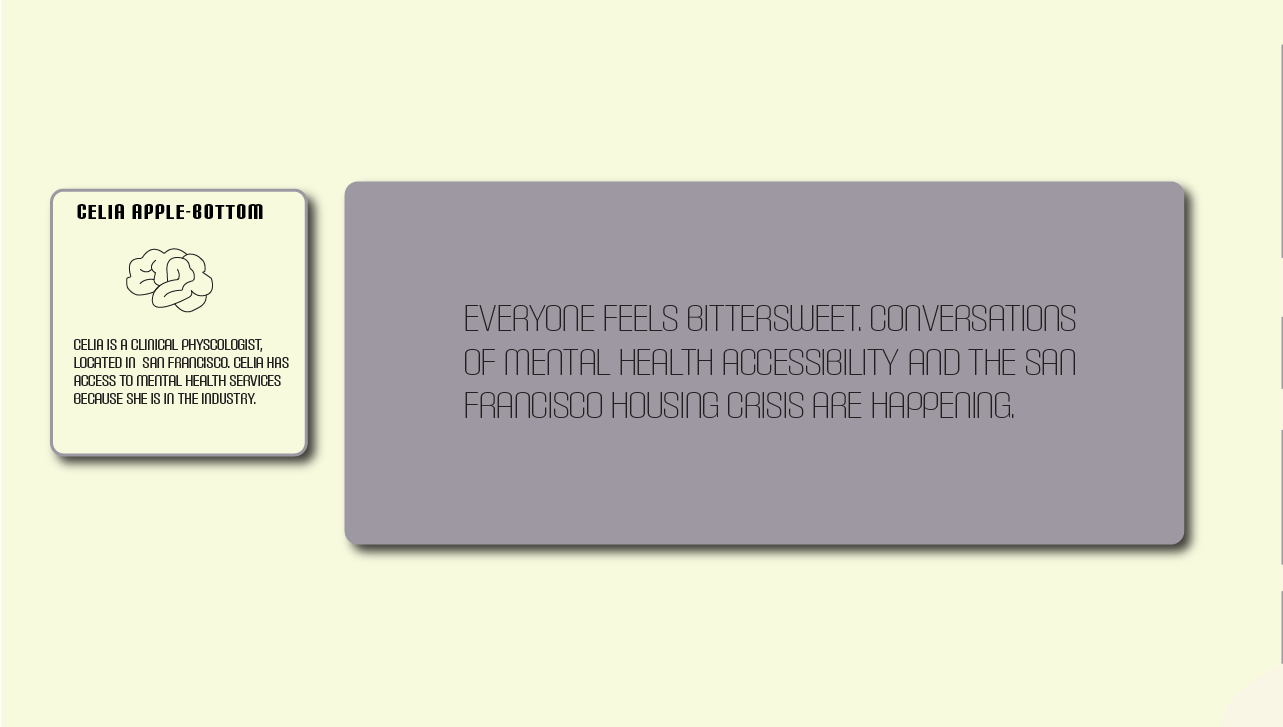 CELIA APPLE-BOTTOM
CELIA IS A CLINICAL PHYSCOLOGIST,
LOCATED IN SAN FRANCISCO. CELIA HAS
ACCESS TO MENTAL HEALTH SERVICES
BECAUSE SHE IS IN THE INDUSTRY.
EVERYONE FEELS BITTERSWEET. CONVERSATIONS
OF MENTAL HEALTH ACCESSIBILITY AND THE SAN
FRANCISCO HOUSING CRISIS ARE HAPPENING.